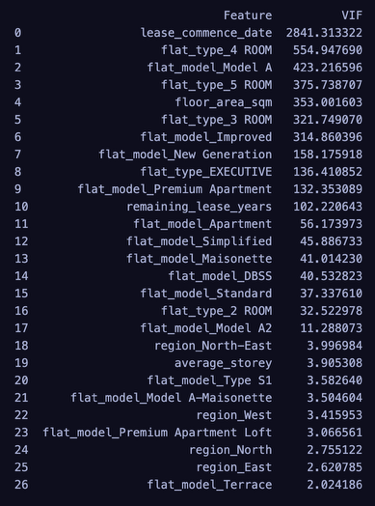 Feature VIF
0 lease_commence_date 2841.313322
1 flat_type_4 ROOM 554.947690
2 flat_model_Model A 423.216596
3 flat_type_5 ROOM 375.738707
4 floor_area_sqm 353.001603
5 flat_type_3 ROOM 321.749070
6 flat_model_Improved 314.860396
7 flat_model_New Generation 158.175918
8 flat_type_EXECUTIVE 136.410852
9 flat_model_Premium Apartment 132.353089
10 remaining_lease_years 102.220643
11 flat_model_Apartment 56.173973
12 flat_model_Simplified 45.886733
13 flat_model_Maisonette 41.014230
14 flat_model_DBSS 40.532823
15 flat_model_Standard 37.337610
16 flat_type_2 ROOM 32.522978
17 flat_model_Model A2 11.288073
18 region_North-East 3.996984
19 average_storey 3.905308
20 flat_model_Type S1 3.582640
21 flat_model_Model A-Maisonette 3.504604
22 region_West 3.415953
23 flat_model_Premium Apartment Loft 3.066561
24 region_North 2.755122
25 region_East 2.620785
26 flat_model_Terrace 2.024186